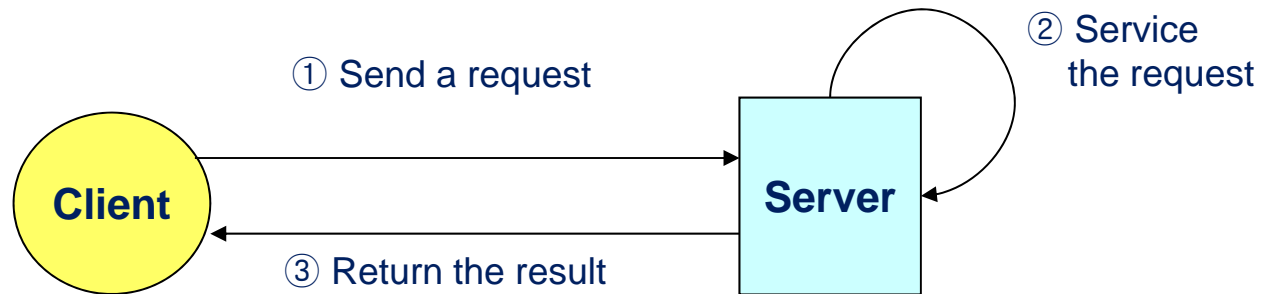 ① Send a request
② Service
the request
Client
Server
③ Return the result